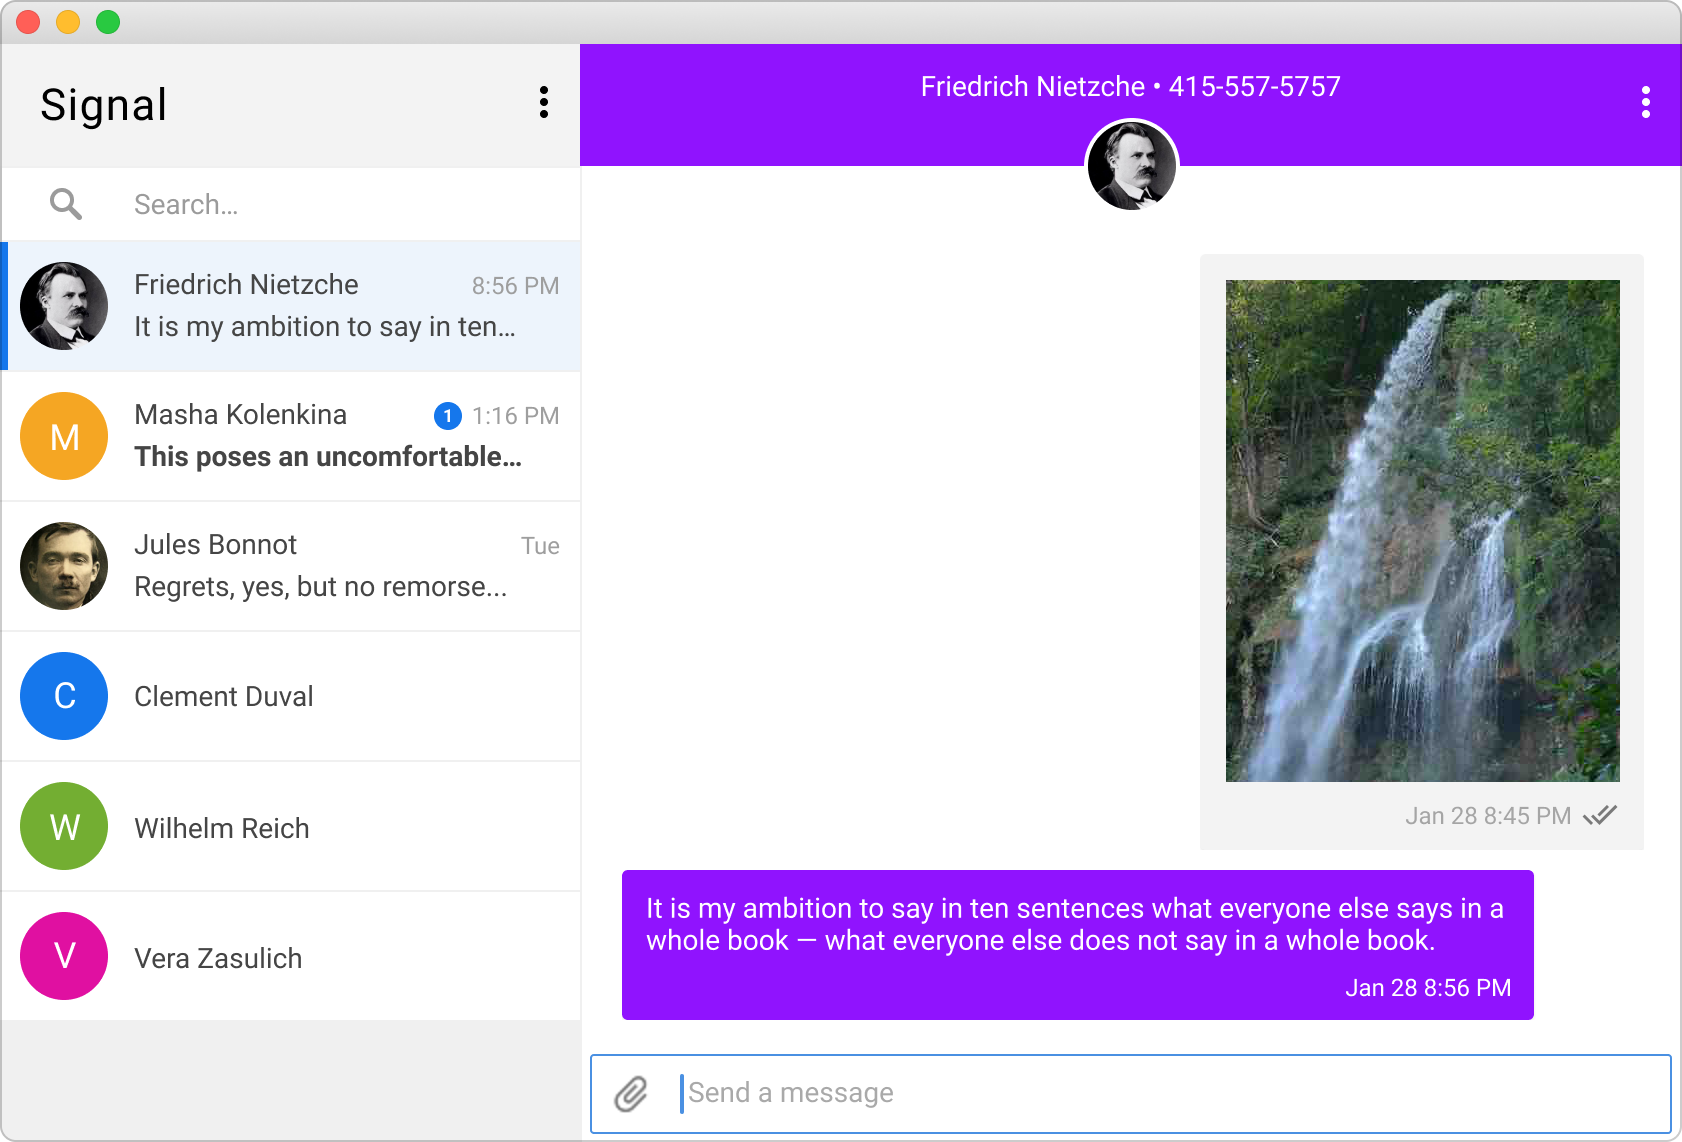 Signal
Search...
Friedrich Nietzche 8:56 PM
It is my ambition to say in ten...
M
Masha Kolenkina 1 1:16 PM
This poses an uncomfortable...
Jules Bonnot Tue
Regrets, yes, but no remorse...
C
Clement Duval
W
Wilhelm Reich
V
Vera Zasulich
Friedrich Nietzche • 415-557-5757
Jan 28 8:45 PM
It is my ambition to say in ten sentences what everyone else says in a
whole book — what everyone else does not say in a whole book.
Jan 28 8:56 PM
Send a message